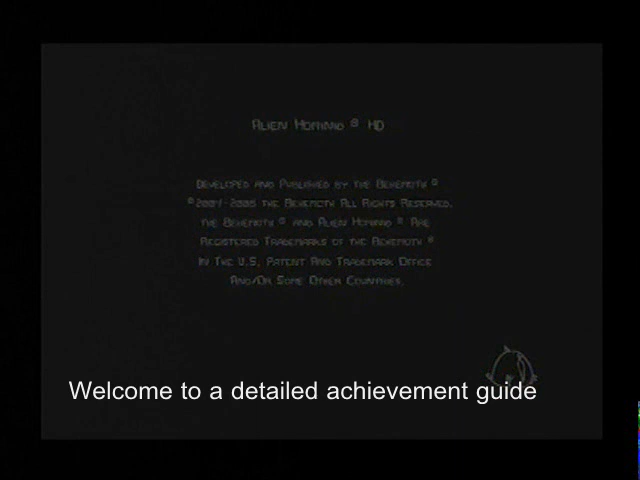 Alien Hominid ® HD
Developed and Published by the Behemoth ®
©2001-2006 the Behemoth All Rights Reserved.
the Behemoth ® and Alien Hominid ® Are
Registered Trademarks of the Behemoth ®
In The U.S. Patent And Trademark Office
And/Or Some Other Countries.
Welcome to a detailed achievement guide